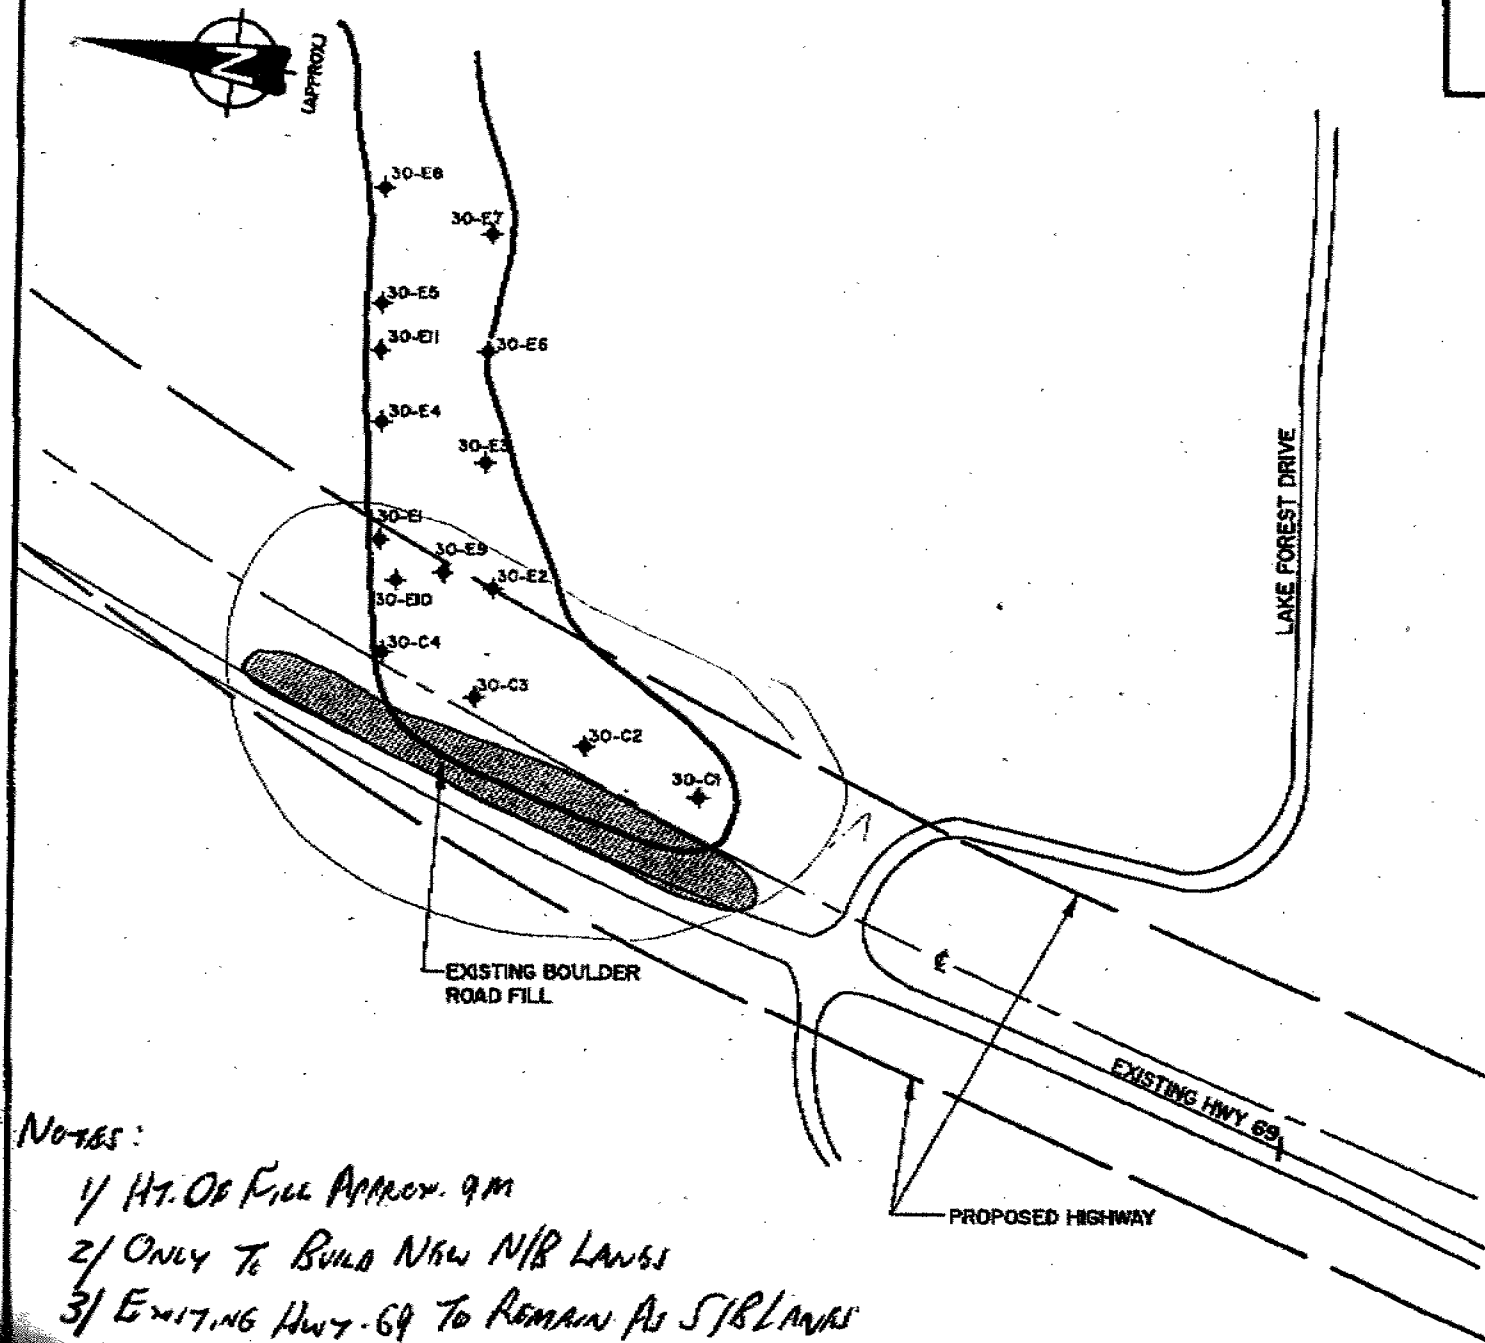 N
(APPROX.)
30-E8
30-E7
30-E5
30-E11
30-E6
30-E4
30-E3
30-E1
30-E9
30-E2
30-E10
30-C4
30-C3
30-C2
30-C1
LAKE FOREST DRIVE
EXISTING BOULDER
ROAD FILL
℄
EXISTING HWY 69
PROPOSED HIGHWAY
NOTES:
1/ HT. OF FILL APPROX. 9M
2/ ONLY TO BUILD NEW N/B LANES
3/ EXISTING HWY. 69 TO REMAIN AS S/B LANES